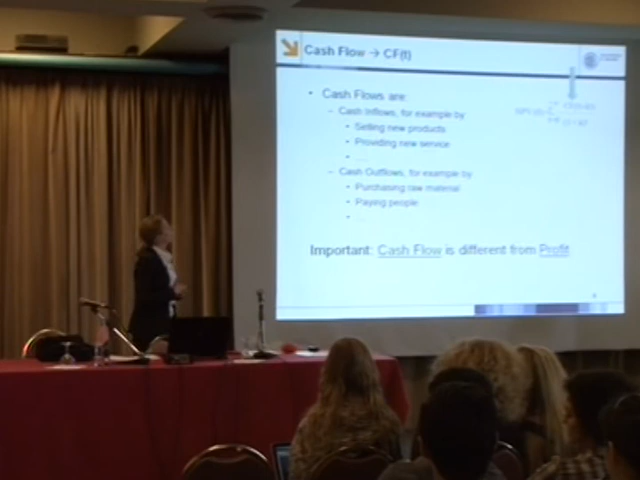 Cash Flow → CF(t)
• Cash Flows are:
– Cash Inflows, for example by
• Selling new products
• Providing new service
• ...
– Cash Outflows, for example by
• Purchasing raw material
• Paying people
• ...
Important: Cash Flow is different from Profit